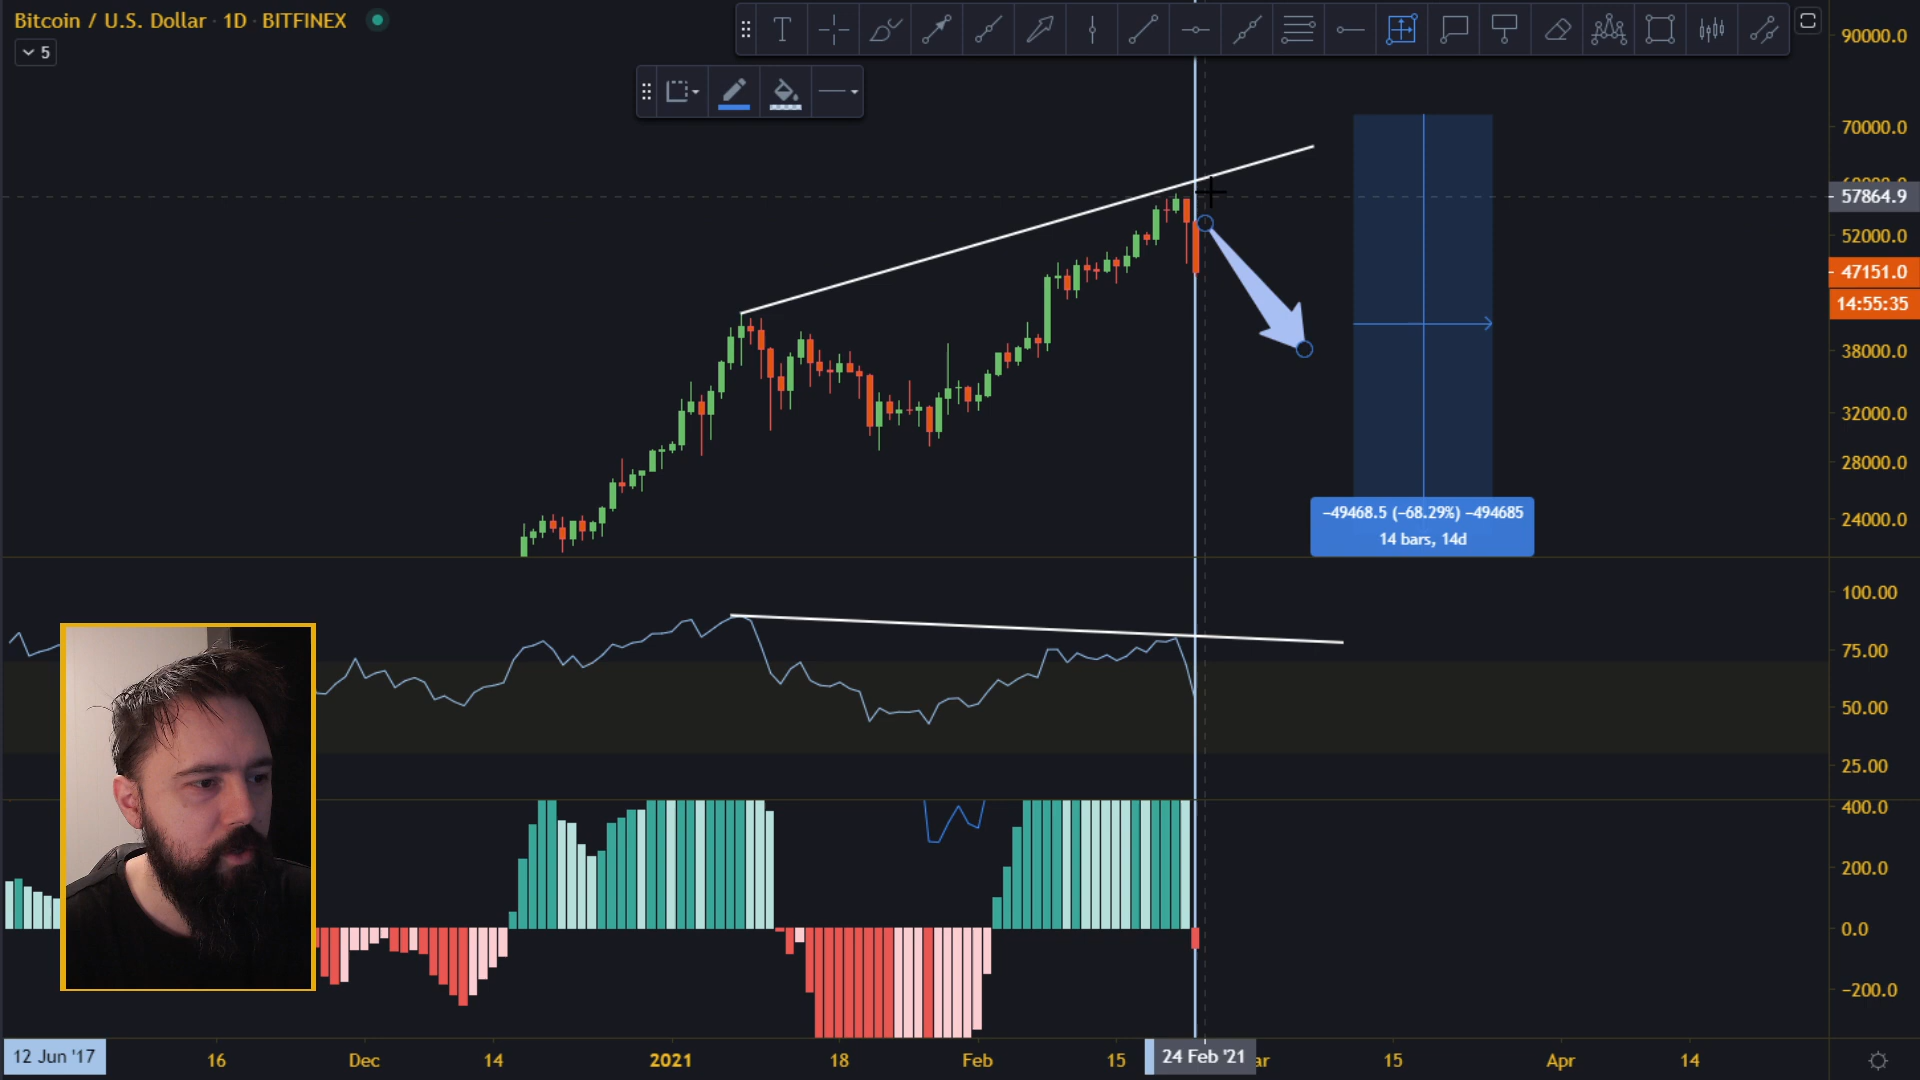 Bitcoin / U.S. Dollar · 1D · BITFINEX
5
T
90000.0
70000.0
57864.9
52000.0
47151.0
14:55:35
38000.0
32000.0
28000.0
24000.0
−49468.5 (−68.29%) −494685
14 bars, 14d
100.00
75.00
50.00
25.00
400.0
200.0
0.0
−200.0
12 Jun '17
16
Dec
14
2021
18
Feb
15
24 Feb '21
ar
15
Apr
14